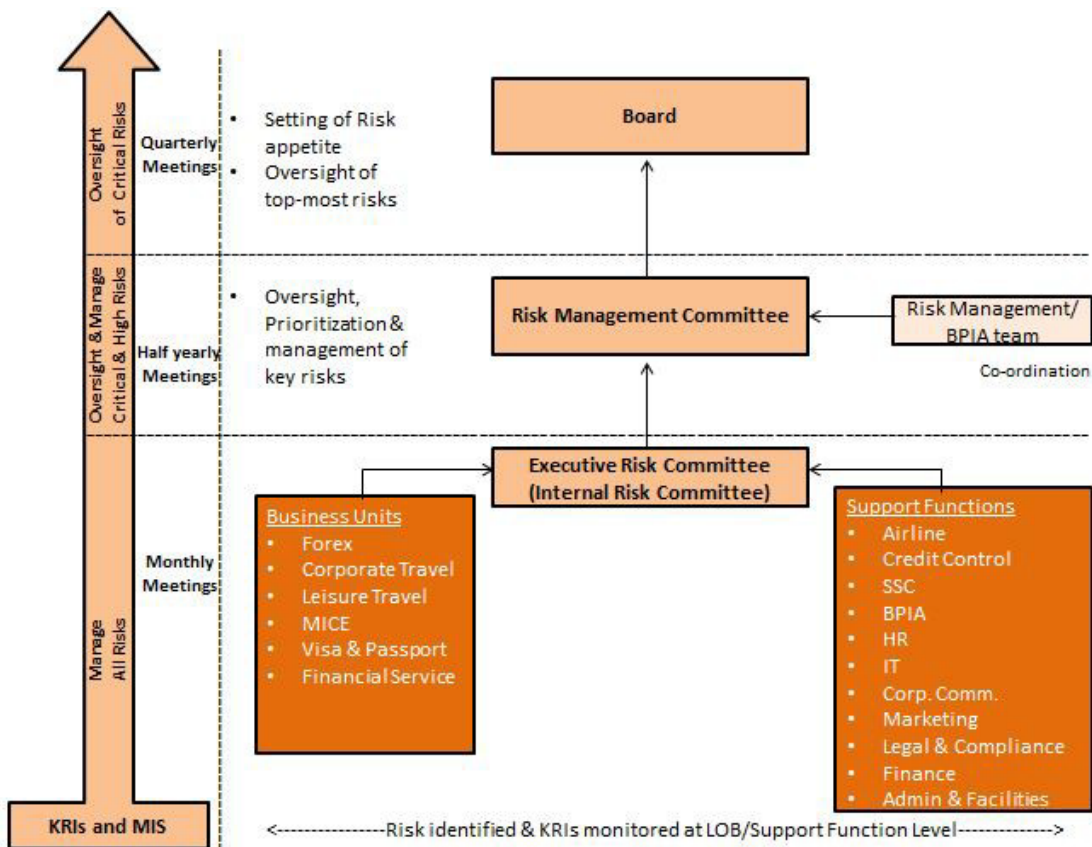 Oversight
of Critical Risks
Quarterly
Meetings
• Setting of Risk
appetite
• Oversight of
top-most risks
Board
Oversight &Manage
Critical & High Risks
Half yearly
Meetings
• Oversight,
Prioritization &
management of
key risks
Risk Management Committee
Risk Management/
BPIA team
Co-ordination
Manage
All Risks
Monthly
Meetings
Executive Risk Committee
(Internal Risk Committee)
Business Units
• Forex
• Corporate Travel
• Leisure Travel
• MICE
• Visa & Passport
• Financial Service
Support Functions
• Airline
• Credit Control
• SSC
• BPIA
• HR
• IT
• Corp. Comm.
• Marketing
• Legal & Compliance
• Finance
• Admin & Facilities
KRIs and MIS
<---------------Risk identified & KRIs monitored at LOB/Support Function Level------------->